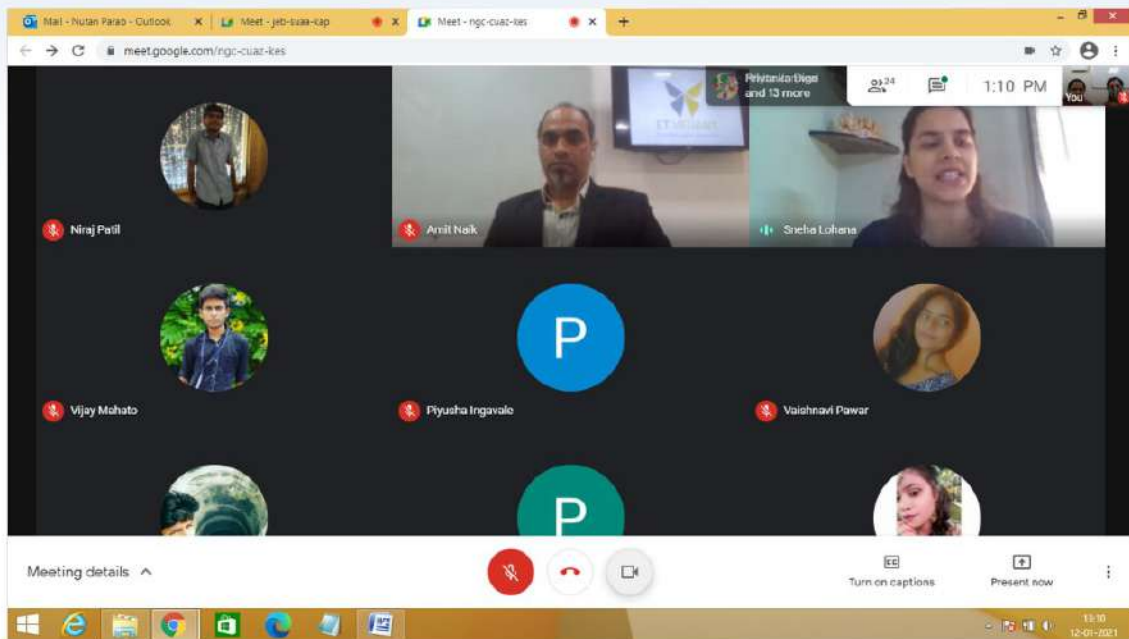 Mail - Nutan Parab - Outlook
Meet - jeb-suaa-kap
Meet - ngc-cuaz-kes
meet.google.com/ngc-cuaz-kes
and 13 more
24
1:10 PM
You
Niraj Patil
Amit Naik
Sneha Lohana
Vijay Mahato
P
Piyusha Ingavale
Vaishnavi Pawar
P
Meeting details
CC
Turn on captions
Present now
13:10
12-01-2021